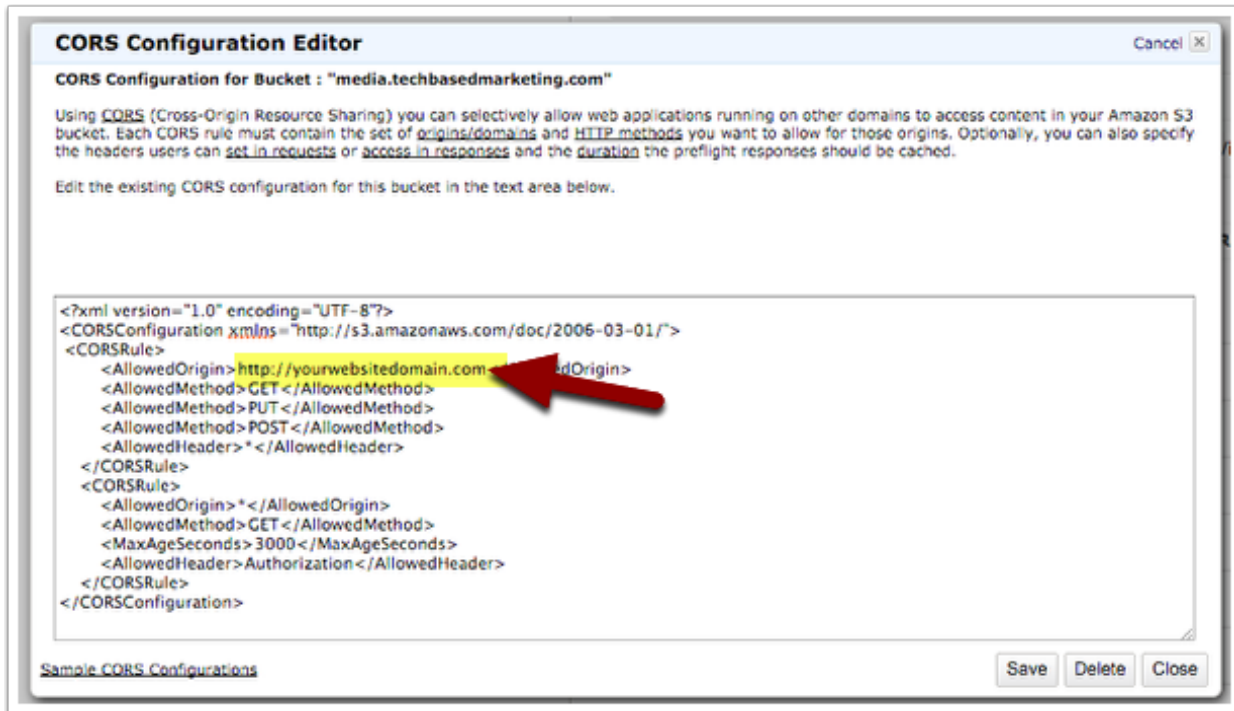 CORS Configuration Editor
Cancel
CORS Configuration for Bucket : "media.techbasedmarketing.com"
Using CORS (Cross-Origin Resource Sharing) you can selectively allow web applications running on other domains to access content in your Amazon S3
bucket. Each CORS rule must contain the set of origins/domains and HTTP methods you want to allow for those origins. Optionally, you can also specify
the headers users can set in requests or access in responses and the duration the preflight responses should be cached.
Edit the existing CORS configuration for this bucket in the text area below.
<?xml version="1.0" encoding="UTF-8"?>
<CORSConfiguration xmlns="http://s3.amazonaws.com/doc/2006-03-01/">
<CORSRule>
<AllowedOrigin>http://yourwebsitedomain.com dOrigin>
<AllowedMethod>GET</AllowedMethod>
<AllowedMethod>PUT</AllowedMethod>
<AllowedMethod>POST</AllowedMethod>
<AllowedHeader>*</AllowedHeader>
</CORSRule>
<CORSRule>
<AllowedOrigin>*</AllowedOrigin>
<AllowedMethod>GET</AllowedMethod>
<MaxAgeSeconds>3000</MaxAgeSeconds>
<AllowedHeader>Authorization</AllowedHeader>
</CORSRule>
</CORSConfiguration>
Sample CORS Configurations
Save
Delete
Close